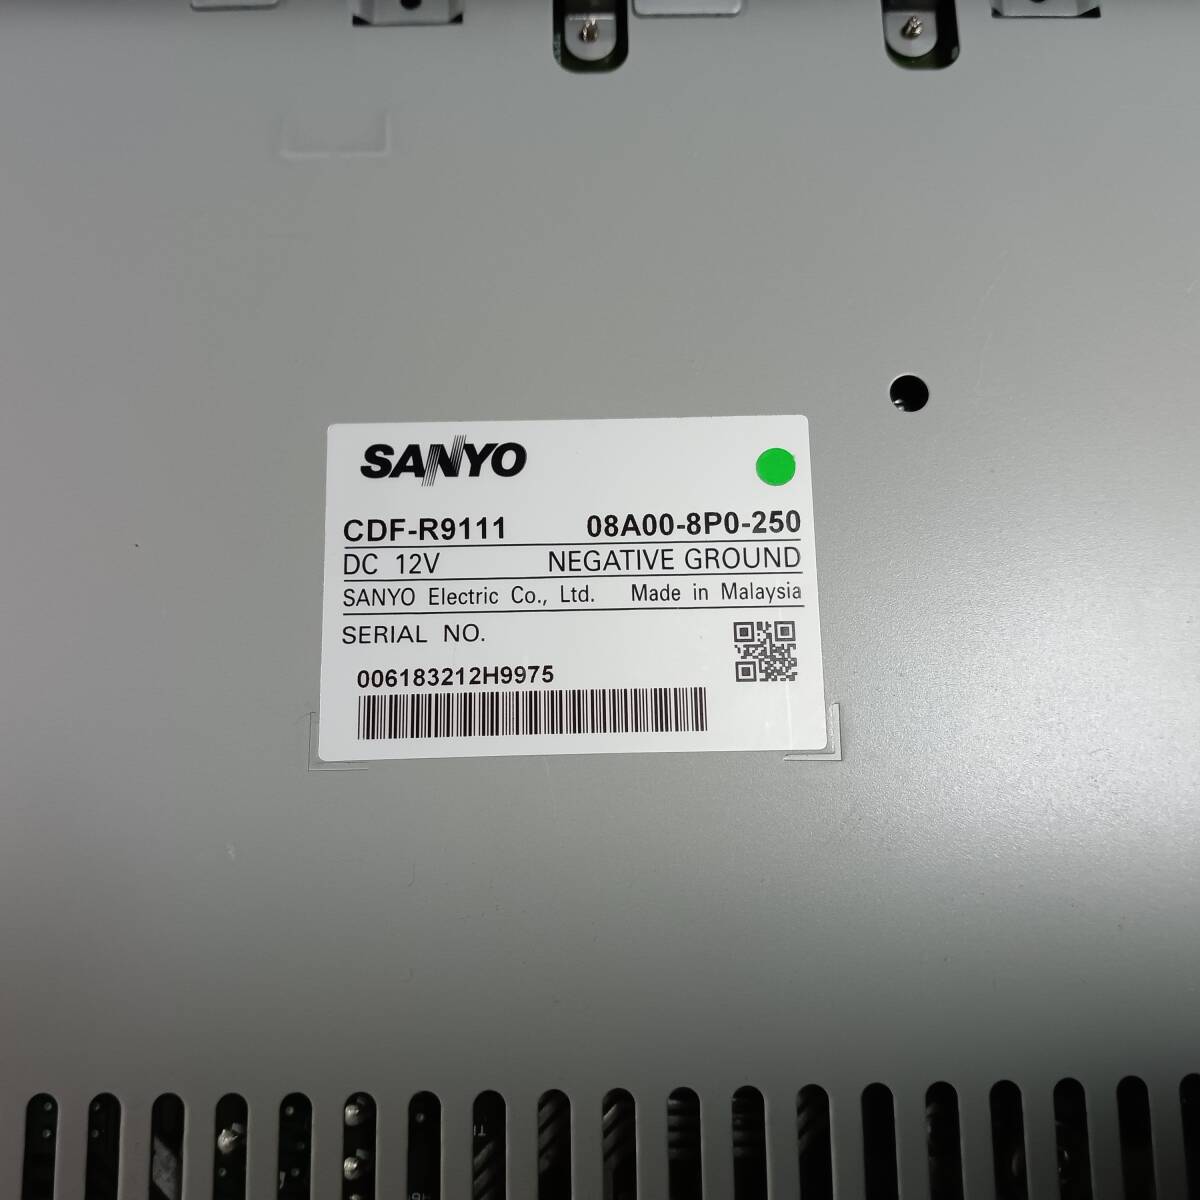 SANYO
CDF-R9111 08A00-8P0-250
DC 12V NEGATIVE GROUND
SANYO Electric Co., Ltd. Made in Malaysia
SERIAL NO.
006183212H9975